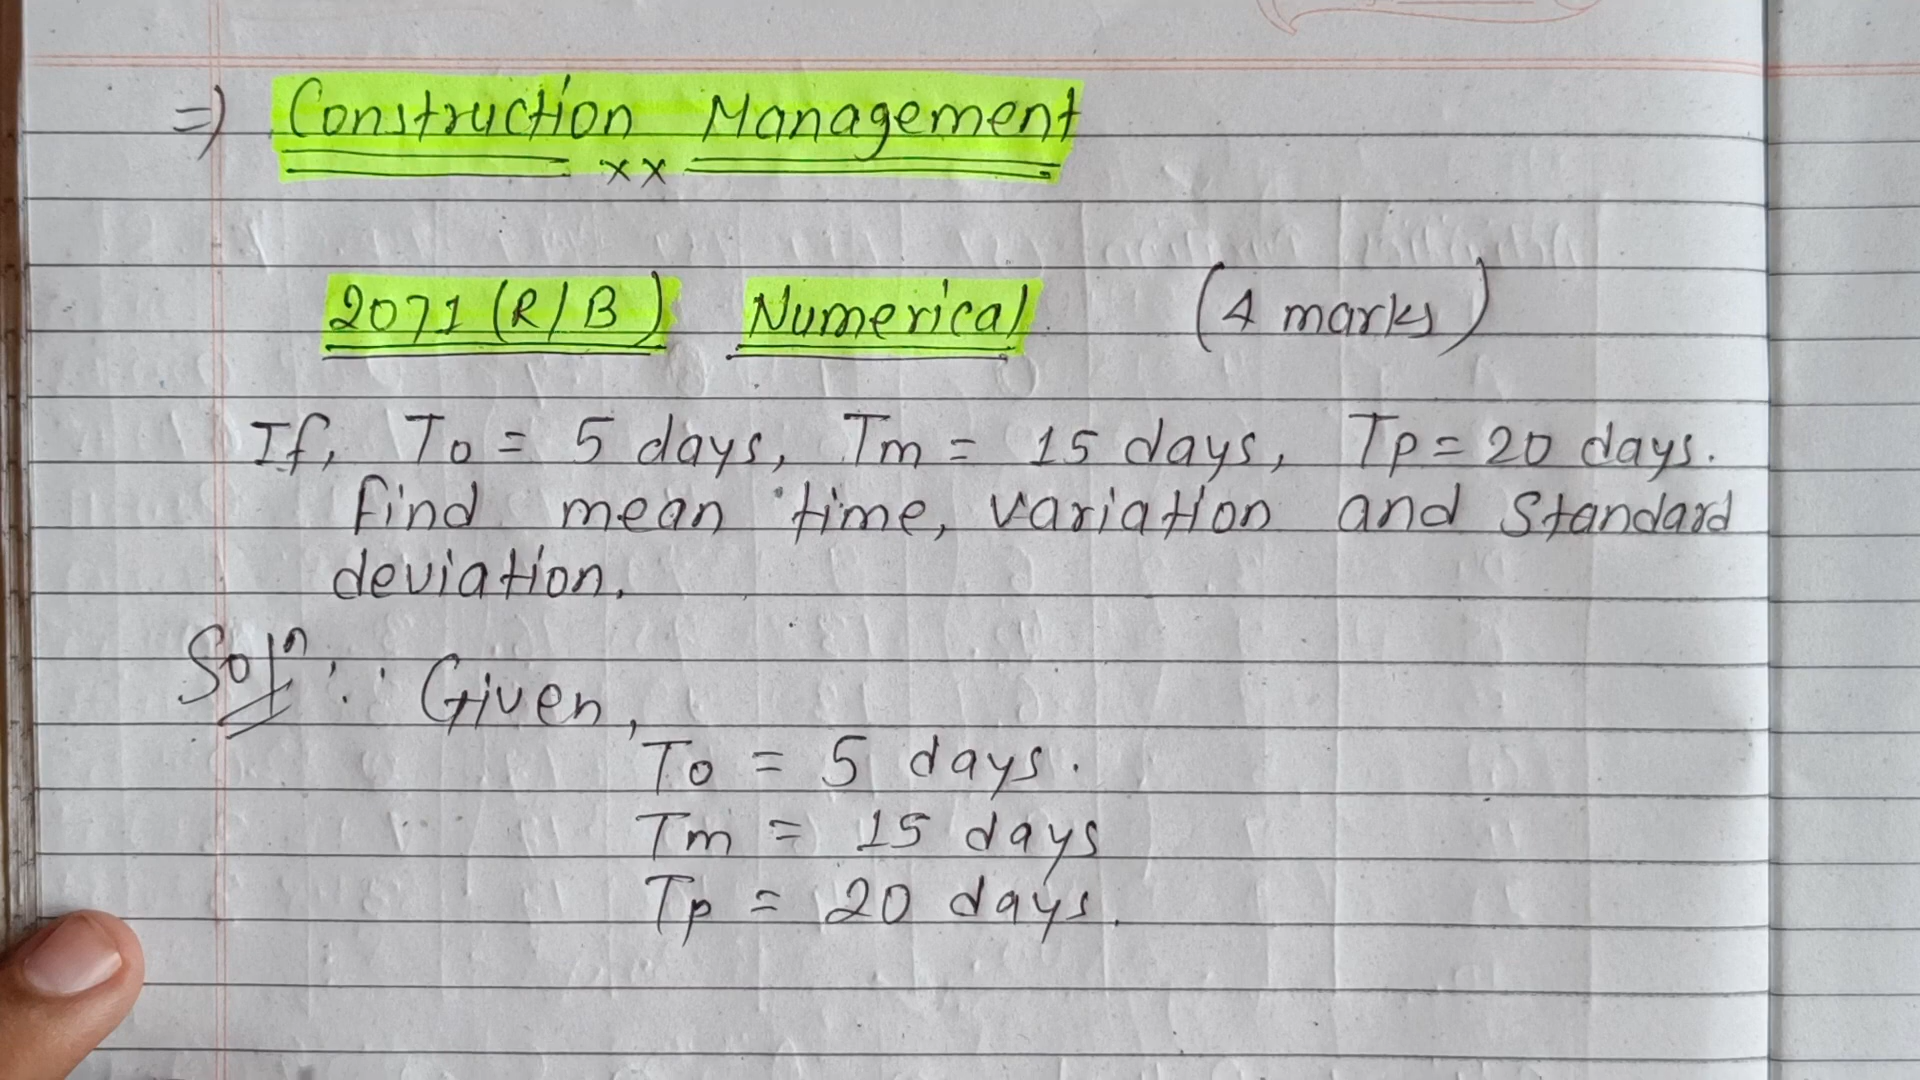 =) Construction Management
xx
2071 (R/B) Numerical (4 marks)
If, To = 5 days, Tm = 15 days, Tp = 20 days.
find mean time, variation and standard
deviation.
Solⁿ:. Given,
To = 5 days.
Tm = 15 days
Tp = 20 days.